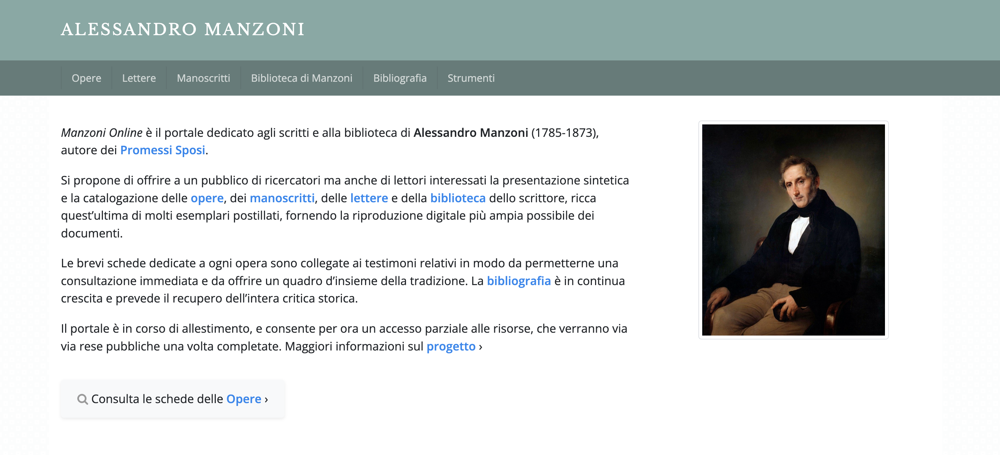 ALESSANDRO MANZONI
Opere
Lettere
Manoscritti
Biblioteca di Manzoni
Bibliografia
Strumenti
Manzoni Online è il portale dedicato agli scritti e alla biblioteca di Alessandro Manzoni (1785-1873),
autore dei Promessi Sposi.
Si propone di offrire a un pubblico di ricercatori ma anche di lettori interessati la presentazione sintetica
e la catalogazione delle opere, dei manoscritti, delle lettere e della biblioteca dello scrittore, ricca
quest’ultima di molti esemplari postillati, fornendo la riproduzione digitale più ampia possibile dei
documenti.
Le brevi schede dedicate a ogni opera sono collegate ai testimoni relativi in modo da permetterne una
consultazione immediata e da offrire un quadro d’insieme della tradizione. La bibliografia è in continua
crescita e prevede il recupero dell’intera critica storica.
Il portale è in corso di allestimento, e consente per ora un accesso parziale alle risorse, che verranno via
via rese pubbliche una volta completate. Maggiori informazioni sul progetto ›
Consulta le schede delle Opere ›